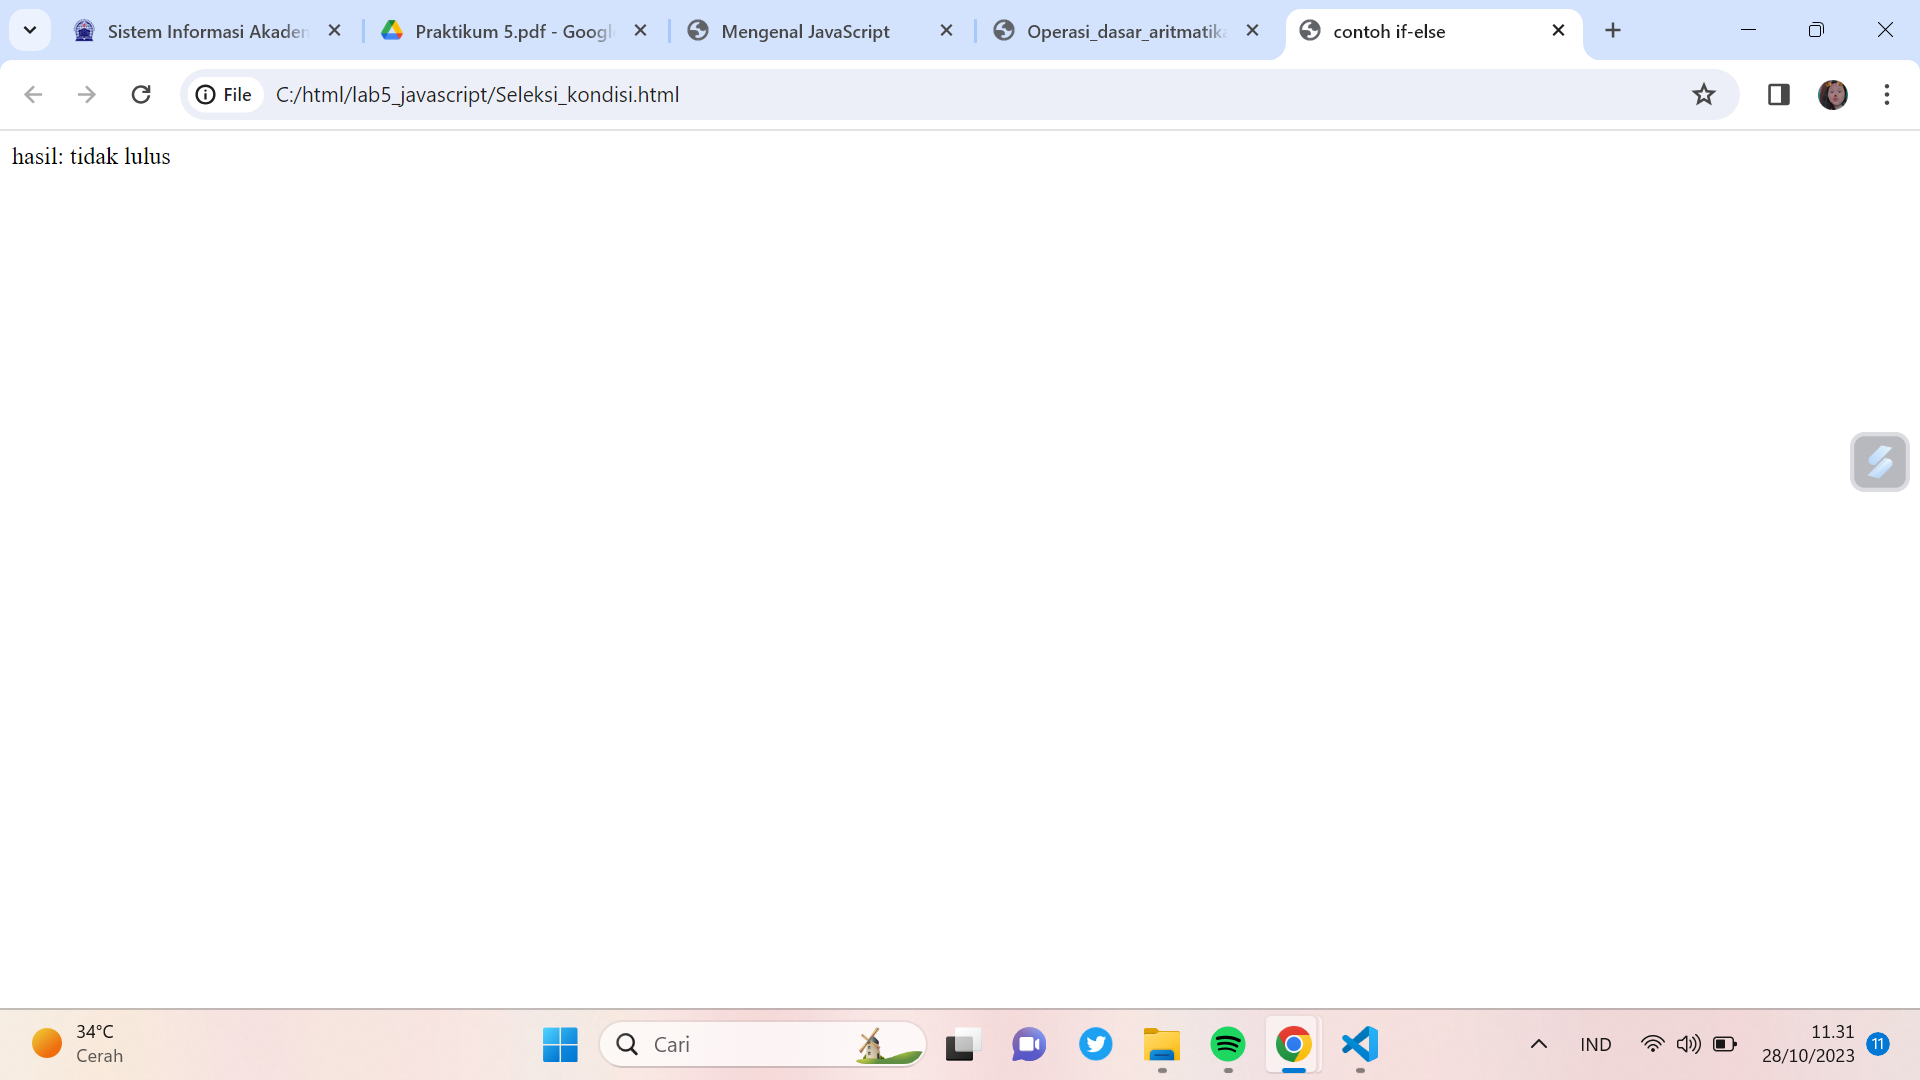 Sistem Informasi Akaden
Praktikum 5.pdf - Googl
Mengenal JavaScript
Operasi_dasar_aritmatika
contoh if-else
File
C:/html/lab5_javascript/Seleksi_kondisi.html
hasil: tidak lulus
34°C
Cerah
Cari
IND
11.31
28/10/2023
11